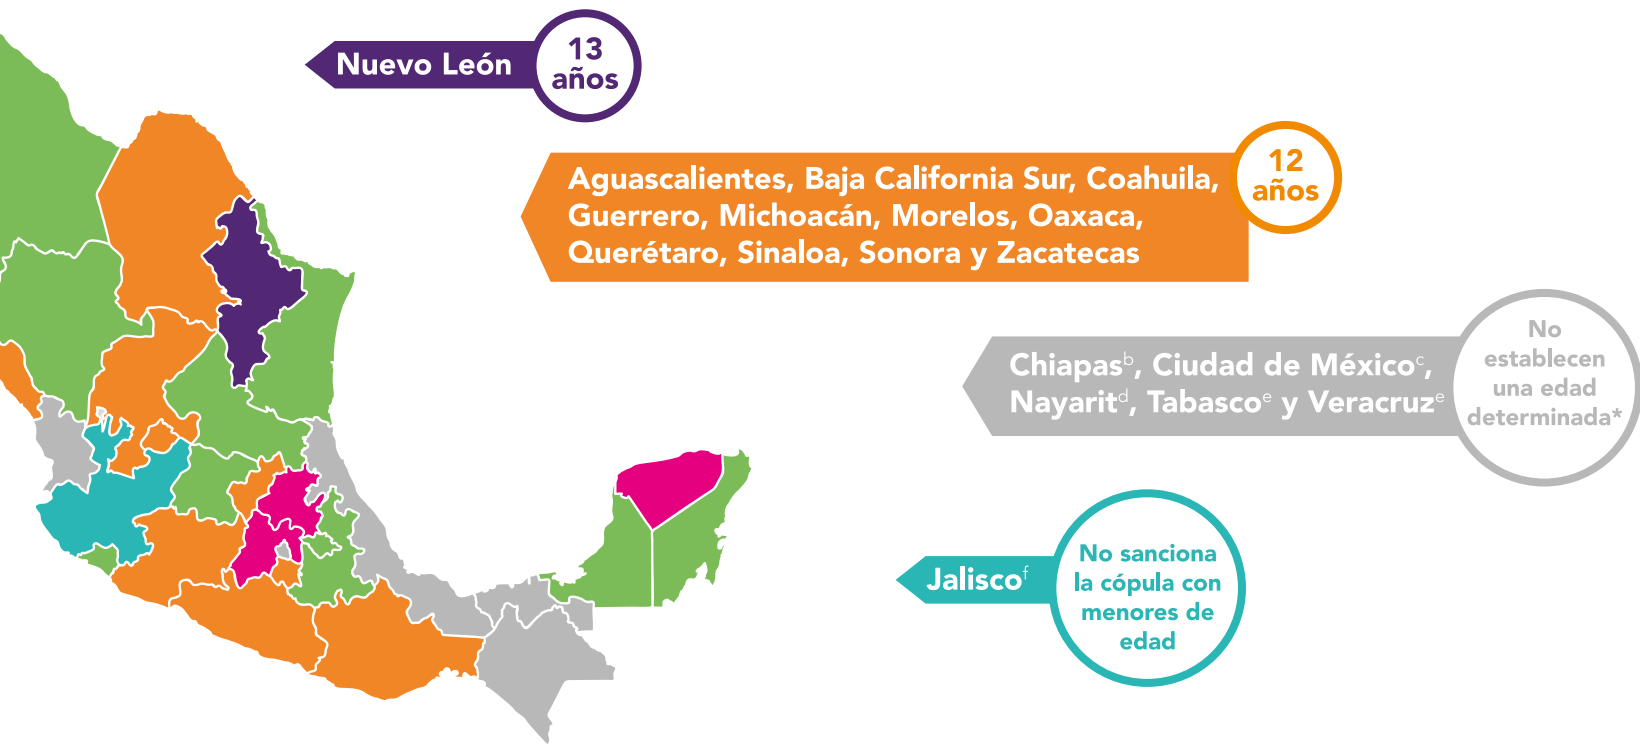 Nuevo León
13
años
Aguascalientes, Baja California Sur, Coahuila,
Guerrero, Michoacán, Morelos, Oaxaca,
Querétaro, Sinaloa, Sonora y Zacatecas
12
años
Chiapasᵇ, Ciudad de Méxicoᶜ,
Nayaritᵈ, Tabascoᵉ y Veracruzᵉ
No
establecen
una edad
determinada*
Jaliscoᶠ
No sanciona
la cópula con
menores de
edad